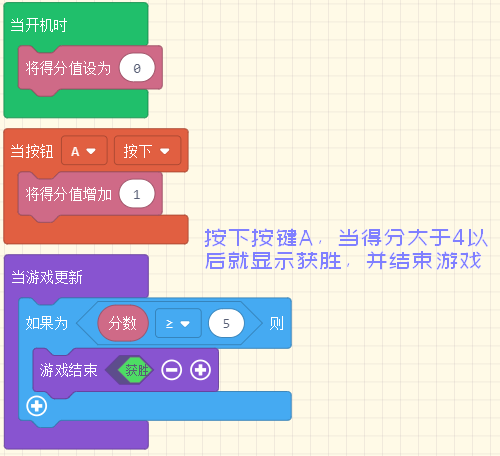 当开机时
将得分值设为 0
当按钮 A 按下
将得分值增加 1
按下按键A，当得分大于4以
后就显示获胜，并结束游戏
当游戏更新
如果为 分数 ≥ 5 则
游戏结束 获胜